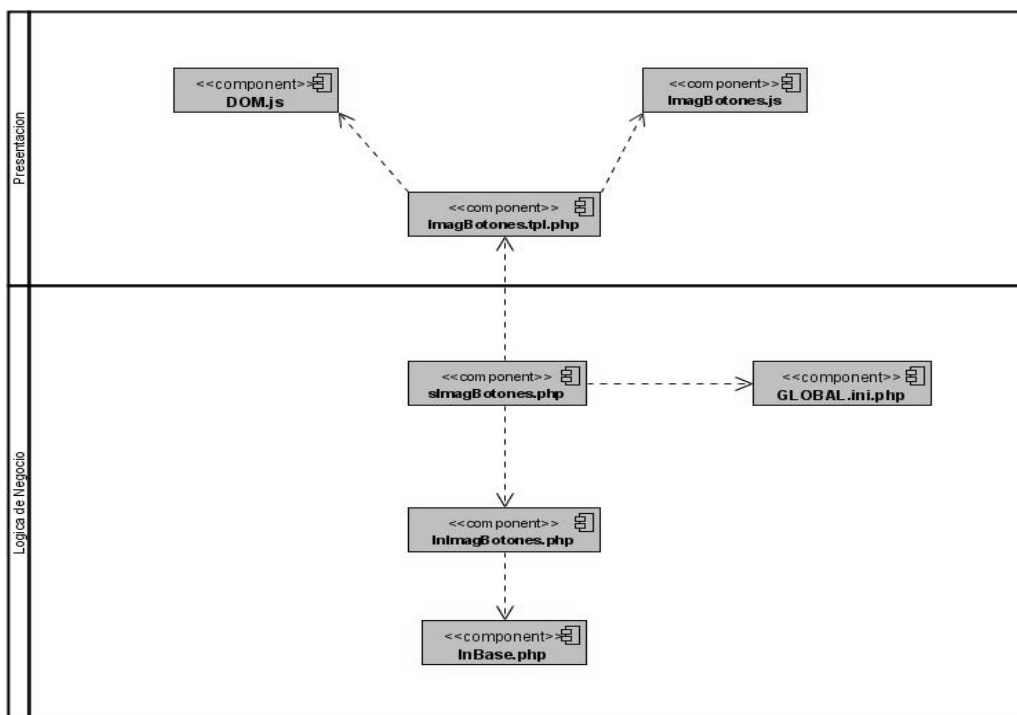 Presentacion
<<component>>
DOM.js
<<component>>
ImagBotones.js
<<component>>
ImagBotones.tpl.php
Logica de Negocio
<<component>>
sImagBotones.php
<<component>>
GLOBAL.ini.php
<<component>>
lnImagBotones.php
<<component>>
lnBase.php